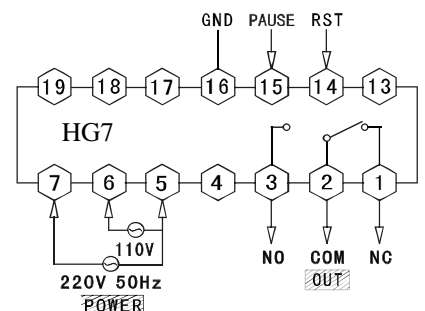 GND PAUSE RST
19 18 17 16 15 14 13
HG7
7 6 5 4 3 2 1
110V
NO COM NC
220V 50Hz
OUT
POWER